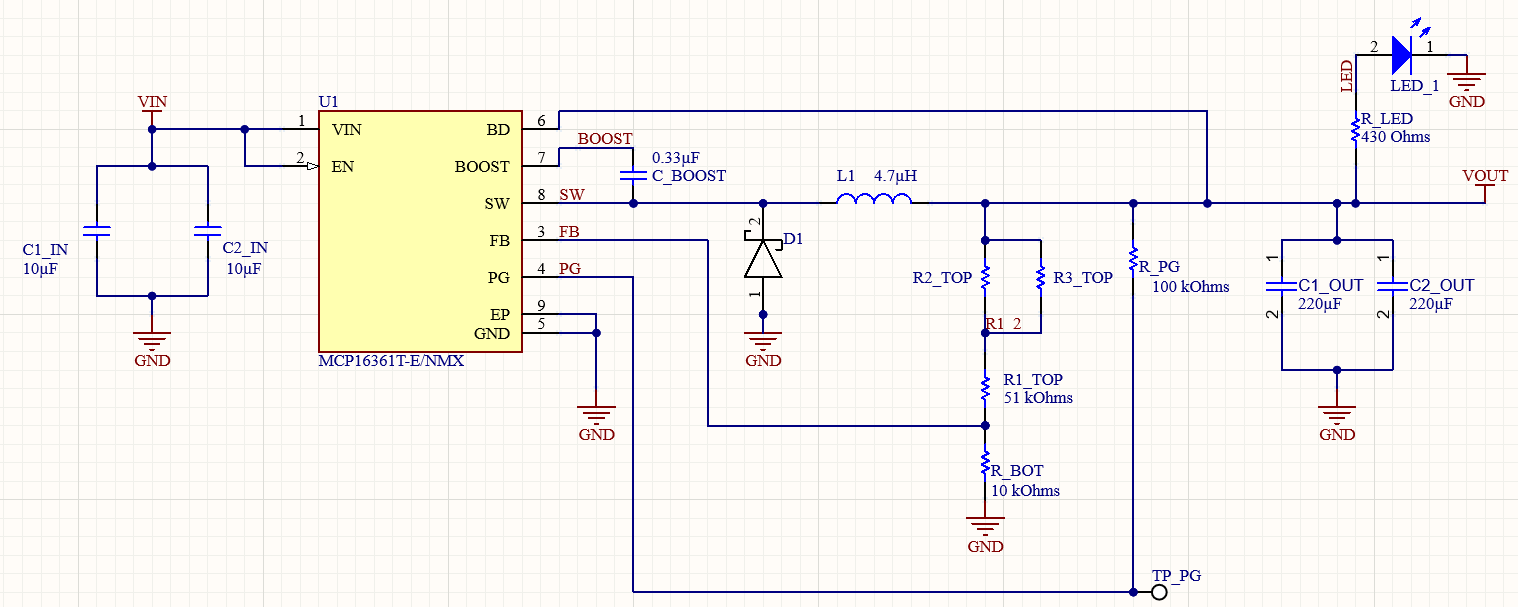 LED
2
1
LED_1
GND
VIN
U1
1
VIN
BD
6
R_LED
430 Ohms
BOOST
2
EN
BOOST
7
0.33µF
C_BOOST
L1 4.7µH
VOUT
SW
8
SW
C1_IN
10µF
C2_IN
10µF
FB
3
FB
2
D1
1
PG
4
PG
R2_TOP
R3_TOP
R_PG
100 kOhms
1
C1_OUT
220µF
2
1
C2_OUT
220µF
2
EP
9
GND
5
R1_2
GND
MCP16361T-E/NMX
GND
R1_TOP
51 kOhms
GND
GND
R_BOT
10 kOhms
GND
TP_PG